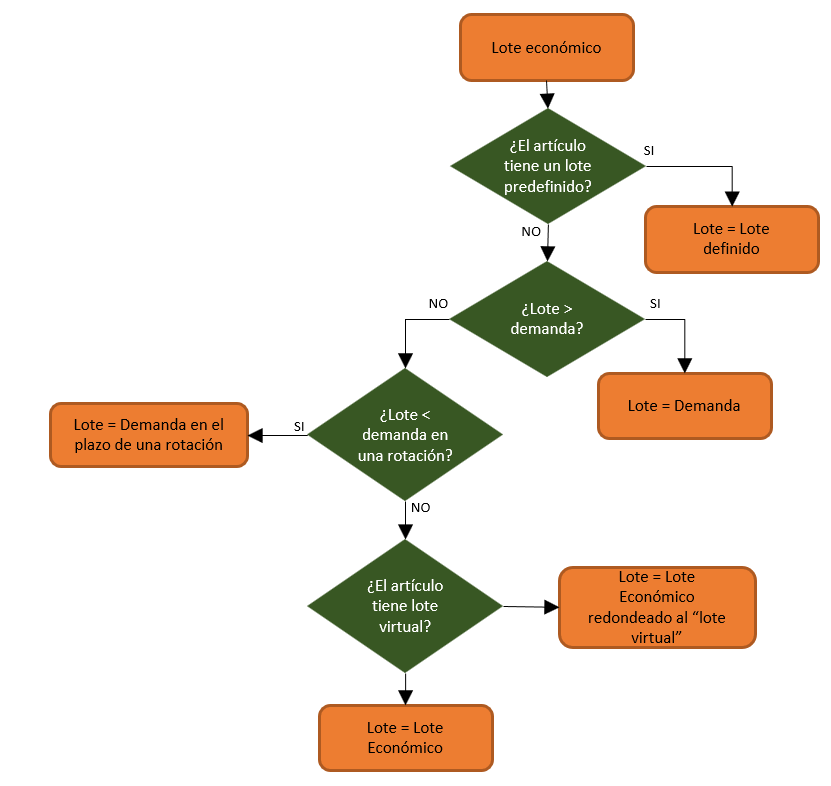 Lote económico
¿El artículo
tiene un lote
predefinido?
SI
Lote = Lote
definido
NO
¿Lote >
demanda?
SI
Lote = Demanda
NO
¿Lote <
demanda en
una rotación?
SI
Lote = Demanda en el
plazo de una rotación
NO
¿El artículo
tiene lote
virtual?
Lote = Lote
Económico
redondeado al “lote
virtual”
Lote = Lote
Económico